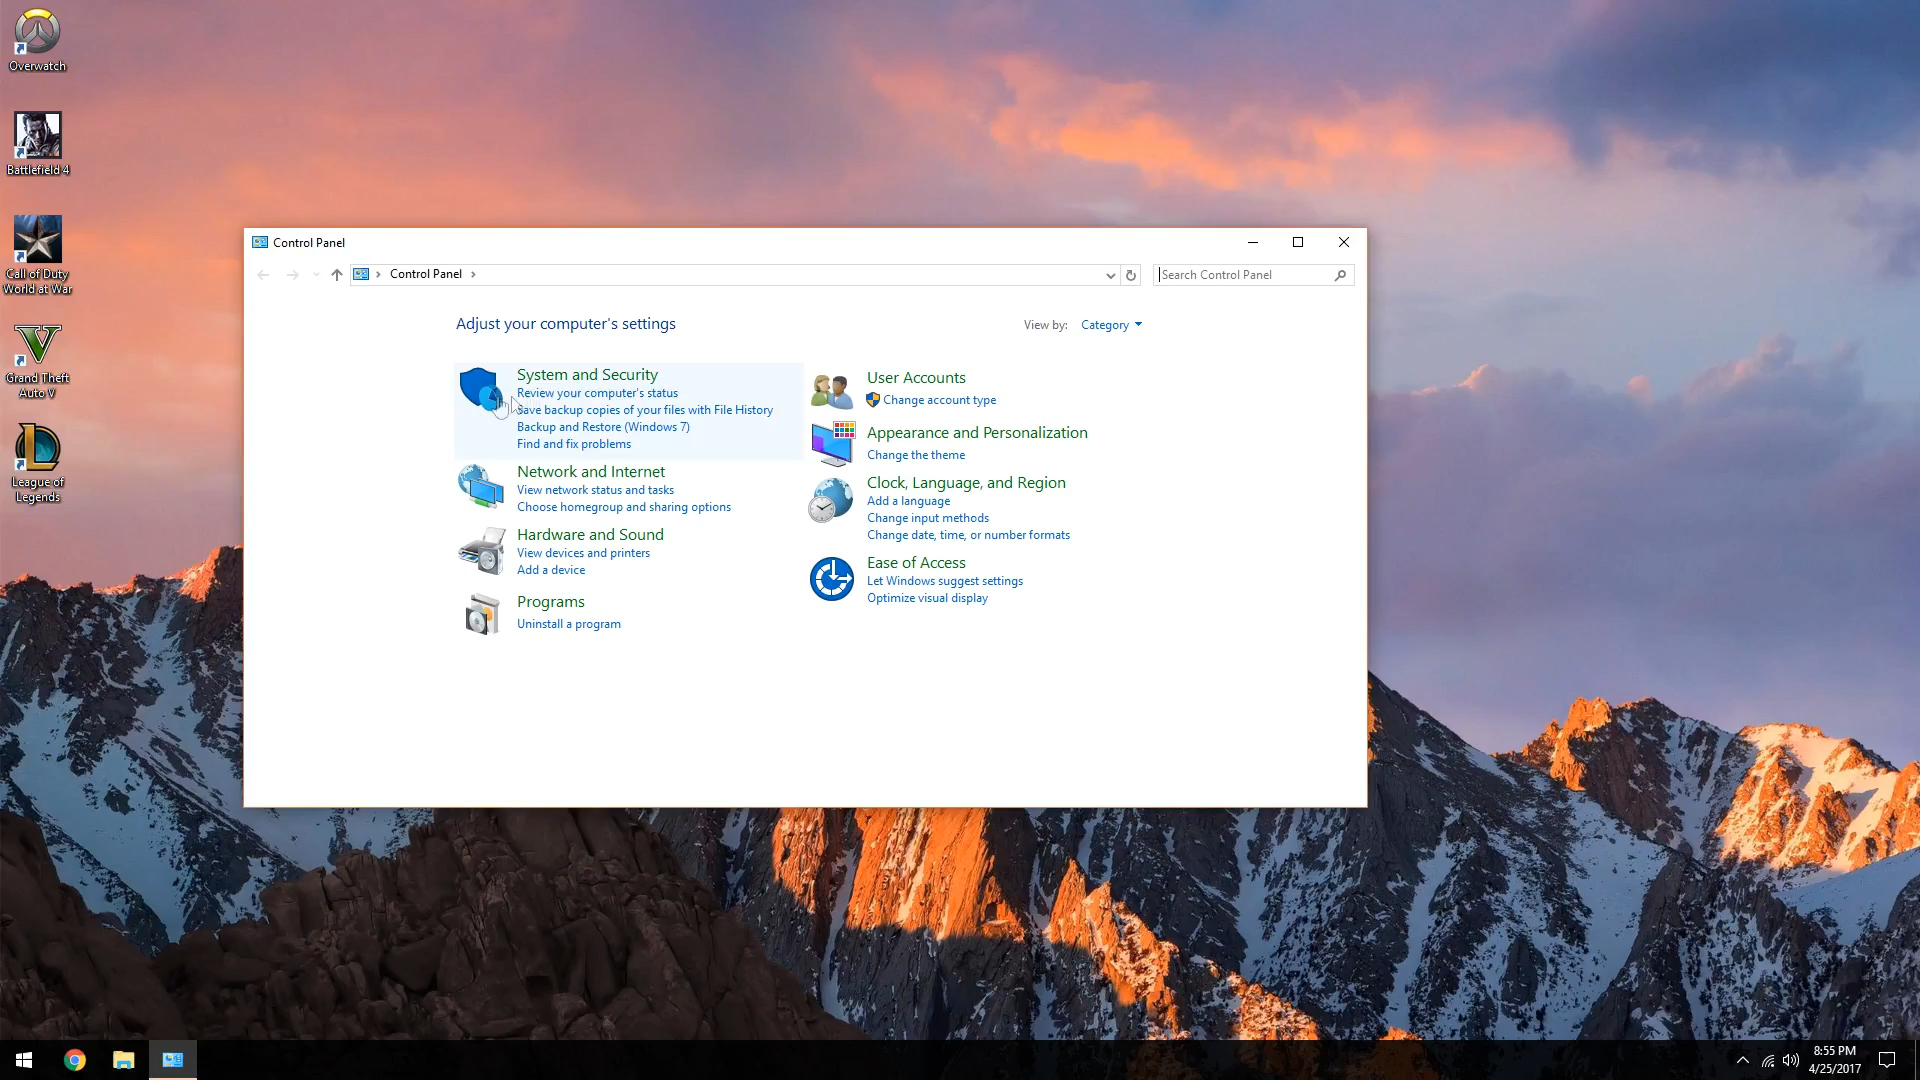 Overwatch
Battlefield 4
Call of Duty
World at War
Grand Theft
Auto V
League of
Legends
Control Panel
Control Panel
Search Control Panel
Adjust your computer's settings
View by:
Category
System and Security
Review your computer's status
Save backup copies of your files with File History
Backup and Restore (Windows 7)
Find and fix problems
Network and Internet
View network status and tasks
Choose homegroup and sharing options
Hardware and Sound
View devices and printers
Add a device
Programs
Uninstall a program
User Accounts
Change account type
Appearance and Personalization
Change the theme
Clock, Language, and Region
Add a language
Change input methods
Change date, time, or number formats
Ease of Access
Let Windows suggest settings
Optimize visual display
8:55 PM
4/25/2017